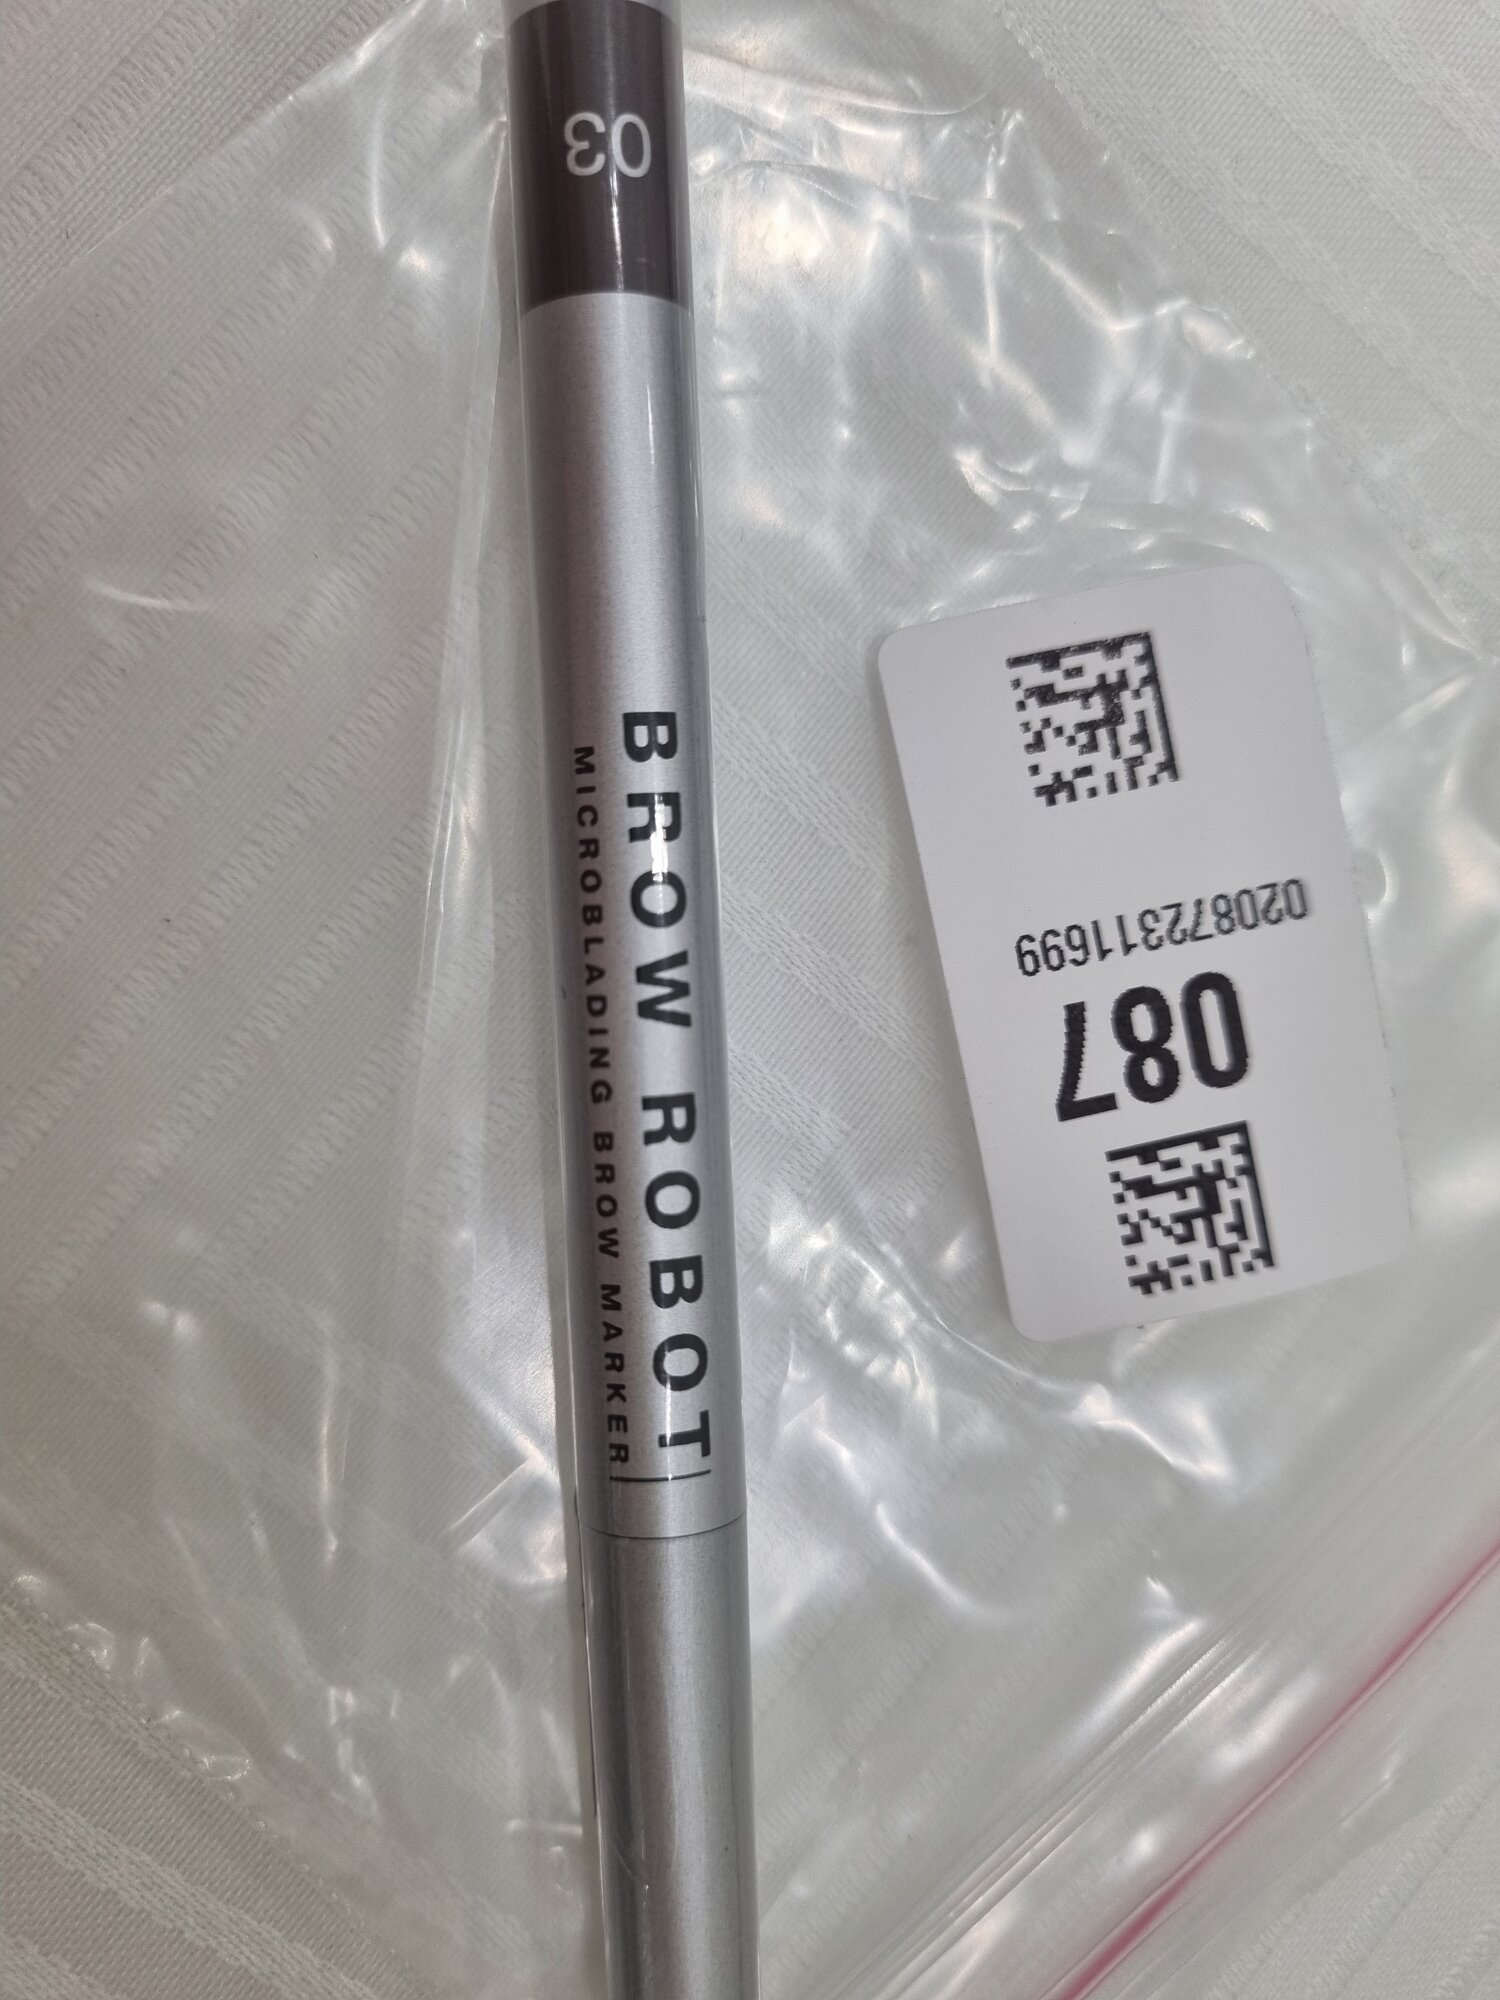 03
BROW ROBOT
MICROBLADING BROW MARKER
020872311699
087